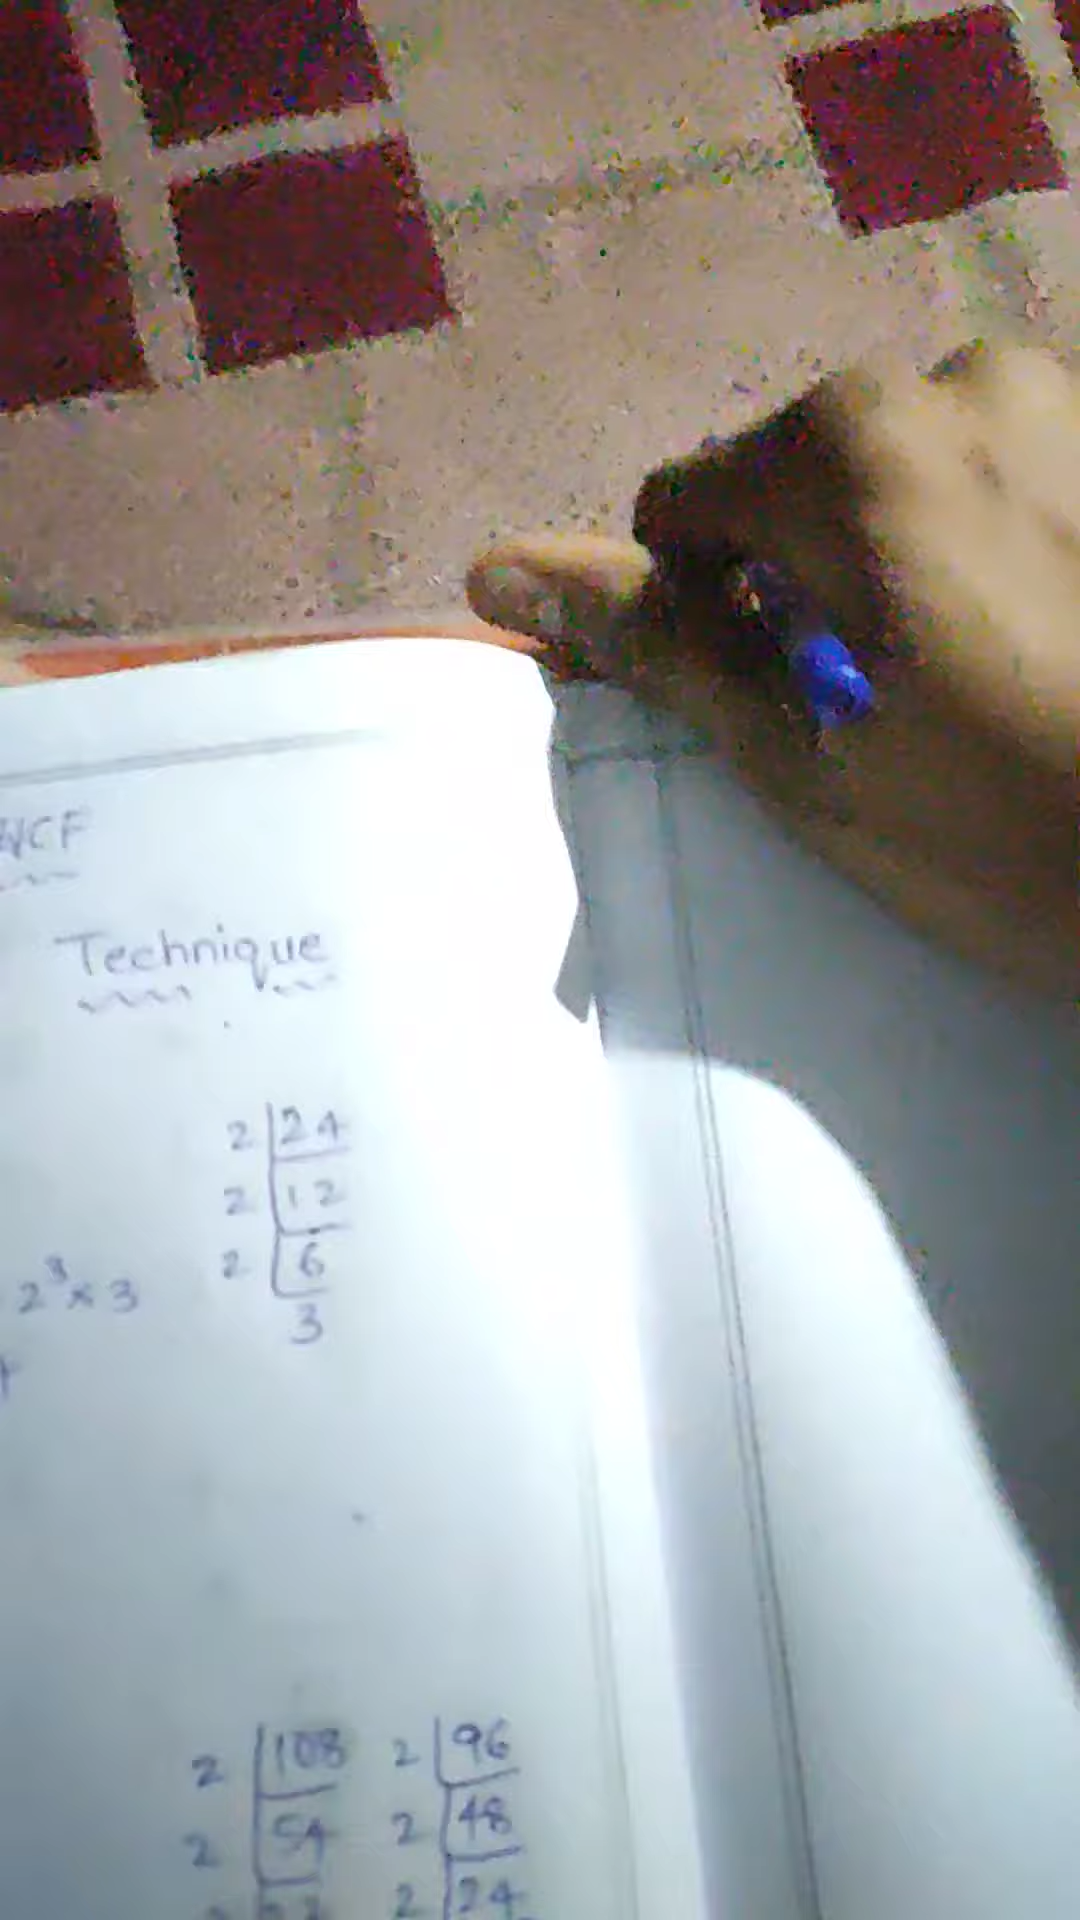 HCF
Technique
2 | 24
2 | 12
2 | 6
3
2³ × 3
2 | 108 2 | 96
2 | 54 2 | 48
2 | 24